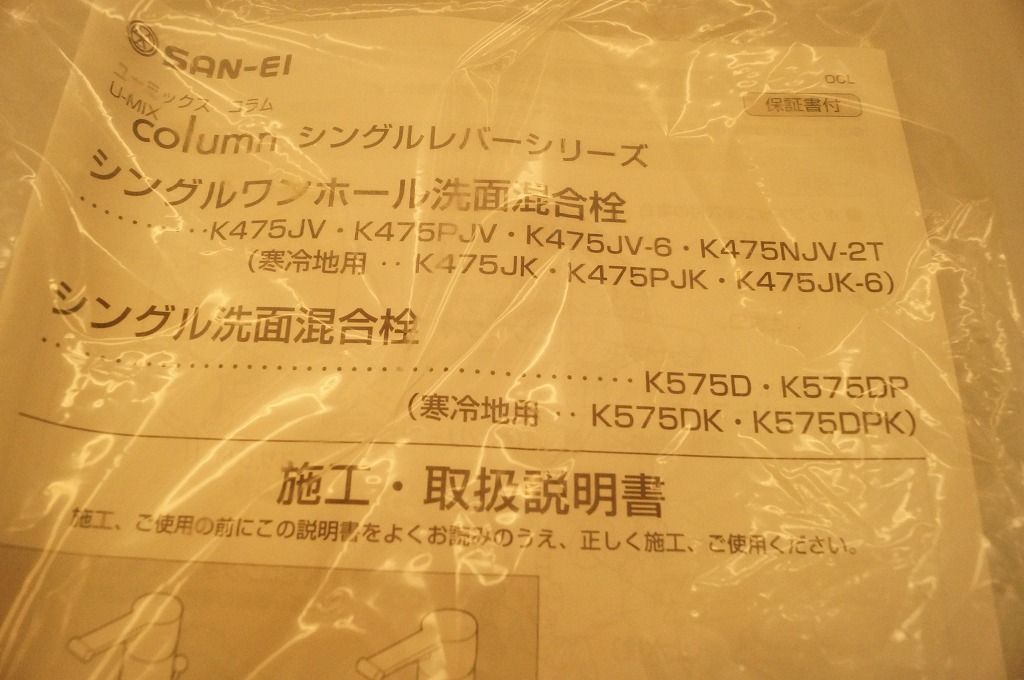 SAN-EI
OCL
保証書付
ユーミックス コラム
U-MIX
column シングルレバーシリーズ
シングルワンホール洗面混合栓
‥‥‥‥K475JV・K475PJV・K475JV-6・K475NJV-2T
(寒冷地用 ‥ K475JK・K475PJK・K475JK-6)
シングル洗面混合栓
‥‥‥‥‥‥‥‥‥‥‥‥‥‥‥‥‥‥‥‥ K575D・K575DP
(寒冷地用 ‥ K575DK・K575DPK)
施工・取扱説明書
施工、ご使用の前にこの説明書をよくお読みのうえ、正しく施工、ご使用ください。